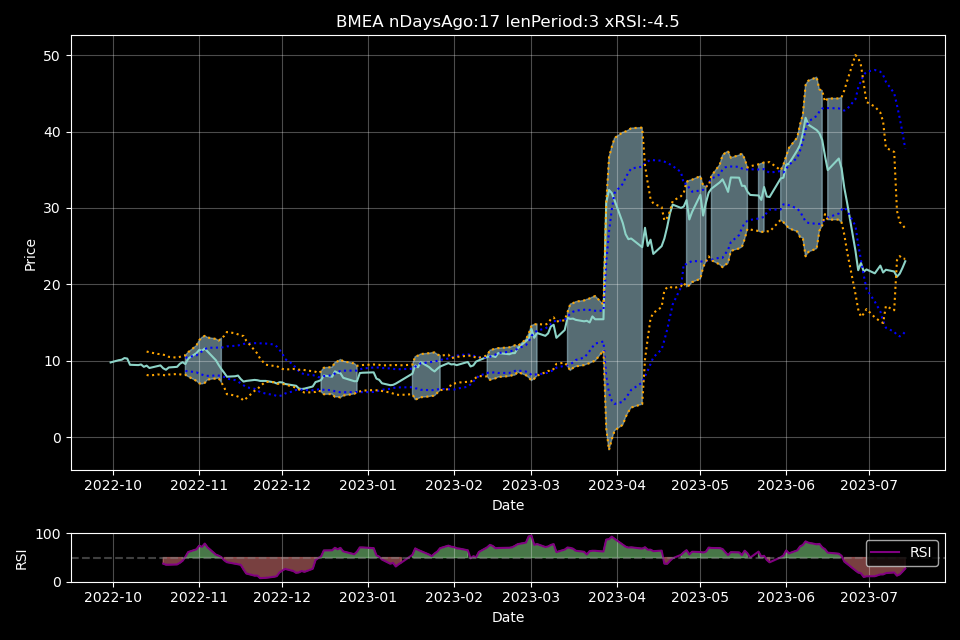 BMEA nDaysAgo:17 lenPeriod:3 xRSI:-4.5
50
40
30
20
10
0
Price
2022-10 2022-11 2022-12 2023-01 2023-02 2023-03 2023-04 2023-05 2023-06 2023-07
Date
100
0
RSI
RSI
2022-10 2022-11 2022-12 2023-01 2023-02 2023-03 2023-04 2023-05 2023-06 2023-07
Date